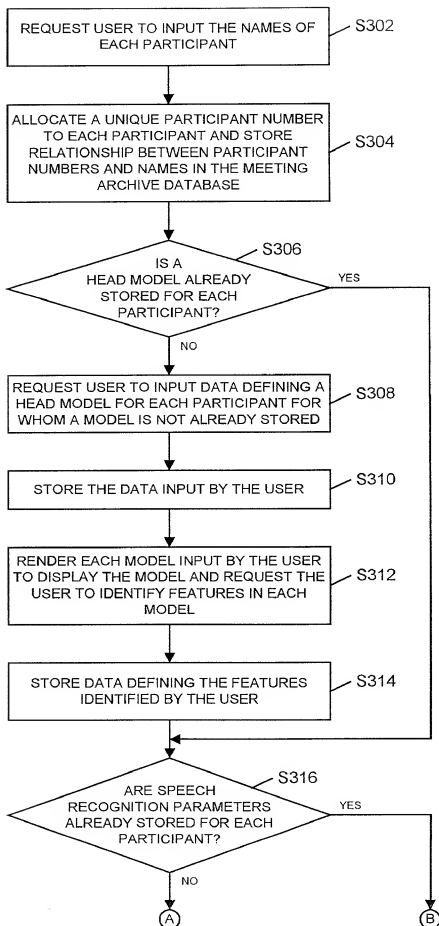 REQUEST USER TO INPUT THE NAMES OF
EACH PARTICIPANT
S302
ALLOCATE A UNIQUE PARTICIPANT NUMBER
TO EACH PARTICIPANT AND STORE
RELATIONSHIP BETWEEN PARTICIPANT
NUMBERS AND NAMES IN THE MEETING
ARCHIVE DATABASE
S304
S306
IS A
HEAD MODEL ALREADY
STORED FOR EACH
PARTICIPANT?
YES
NO
REQUEST USER TO INPUT DATA DEFINING A
HEAD MODEL FOR EACH PARTICIPANT FOR
WHOM A MODEL IS NOT ALREADY STORED
S308
STORE THE DATA INPUT BY THE USER
S310
RENDER EACH MODEL INPUT BY THE USER
TO DISPLAY THE MODEL AND REQUEST THE
USER TO IDENTIFY FEATURES IN EACH
MODEL
S312
STORE DATA DEFINING THE FEATURES
IDENTIFIED BY THE USER
S314
S316
ARE SPEECH
RECOGNITION PARAMETERS
ALREADY STORED FOR EACH
PARTICIPANT?
YES
NO
A
B